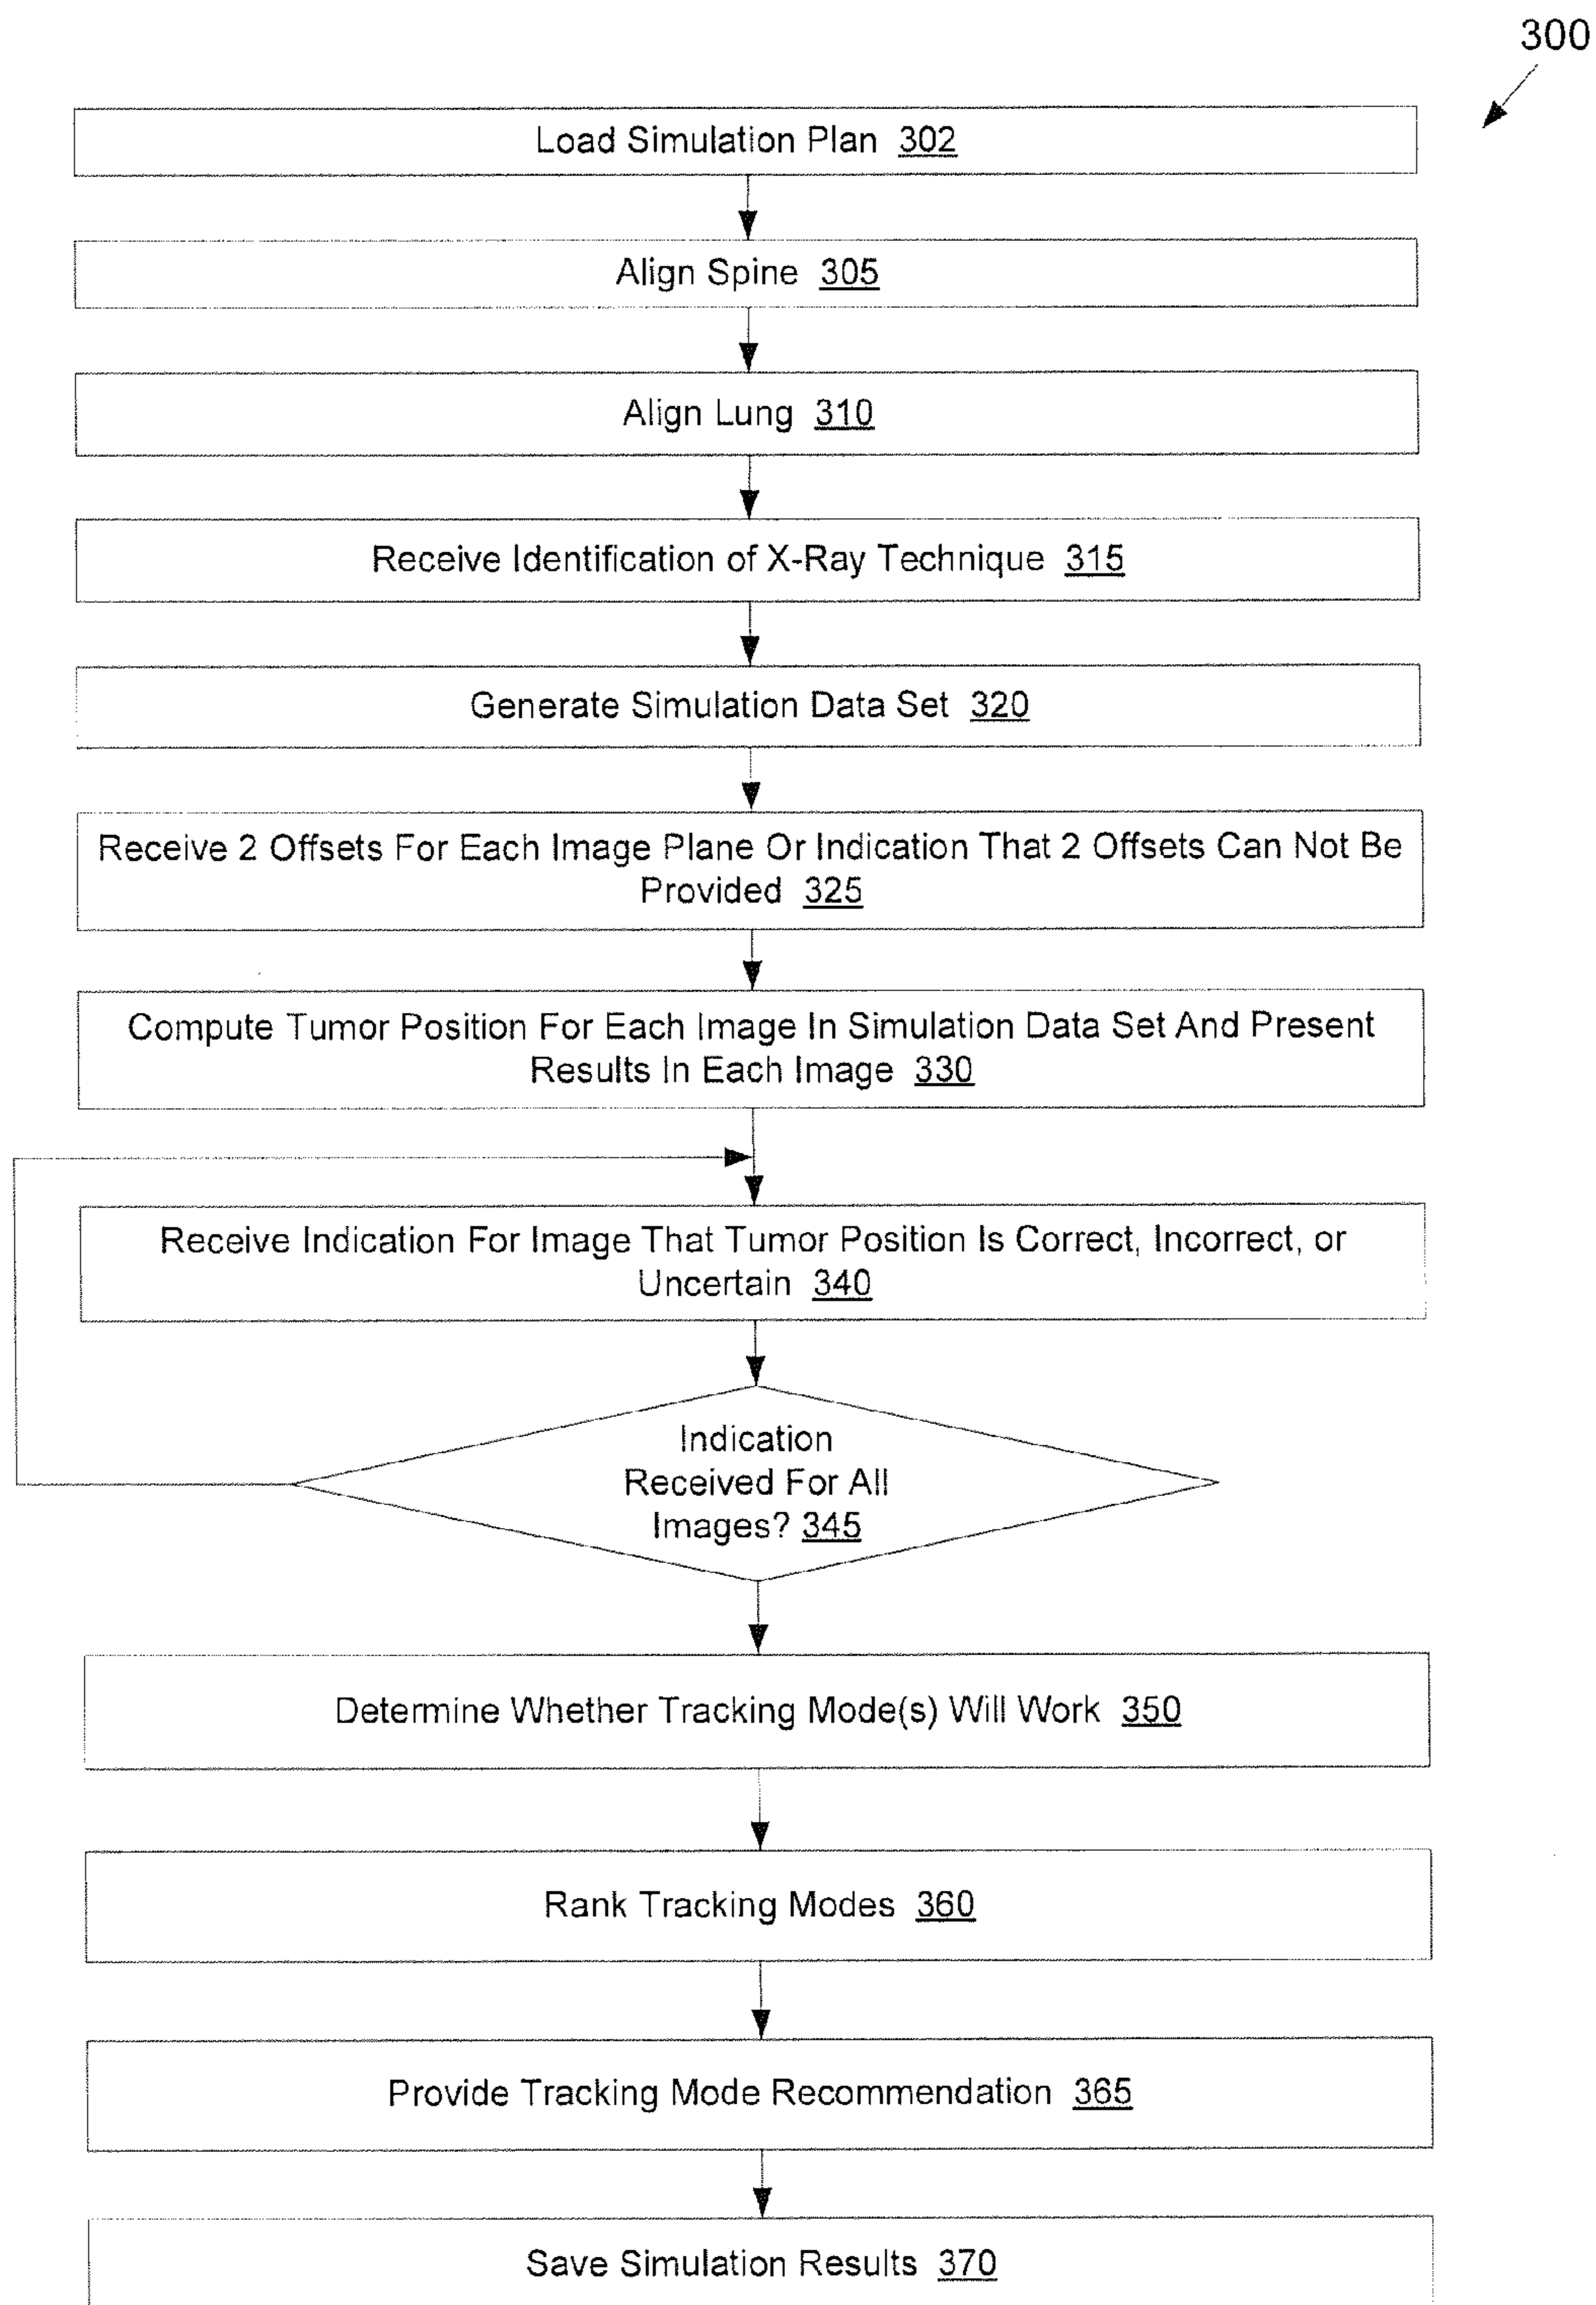 300
Load Simulation Plan 302
Align Spine 305
Align Lung 310
Receive Identification of X-Ray Technique 315
Generate Simulation Data Set 320
Receive 2 Offsets For Each Image Plane Or Indication That 2 Offsets Can Not Be
Provided 325
Compute Tumor Position For Each Image In Simulation Data Set And Present
Results In Each Image 330
Receive Indication For Image That Tumor Position Is Correct, Incorrect, or
Uncertain 340
Indication
Received For All
Images? 345
Determine Whether Tracking Mode(s) Will Work 350
Rank Tracking Modes 360
Provide Tracking Mode Recommendation 365
Save Simulation Results 370